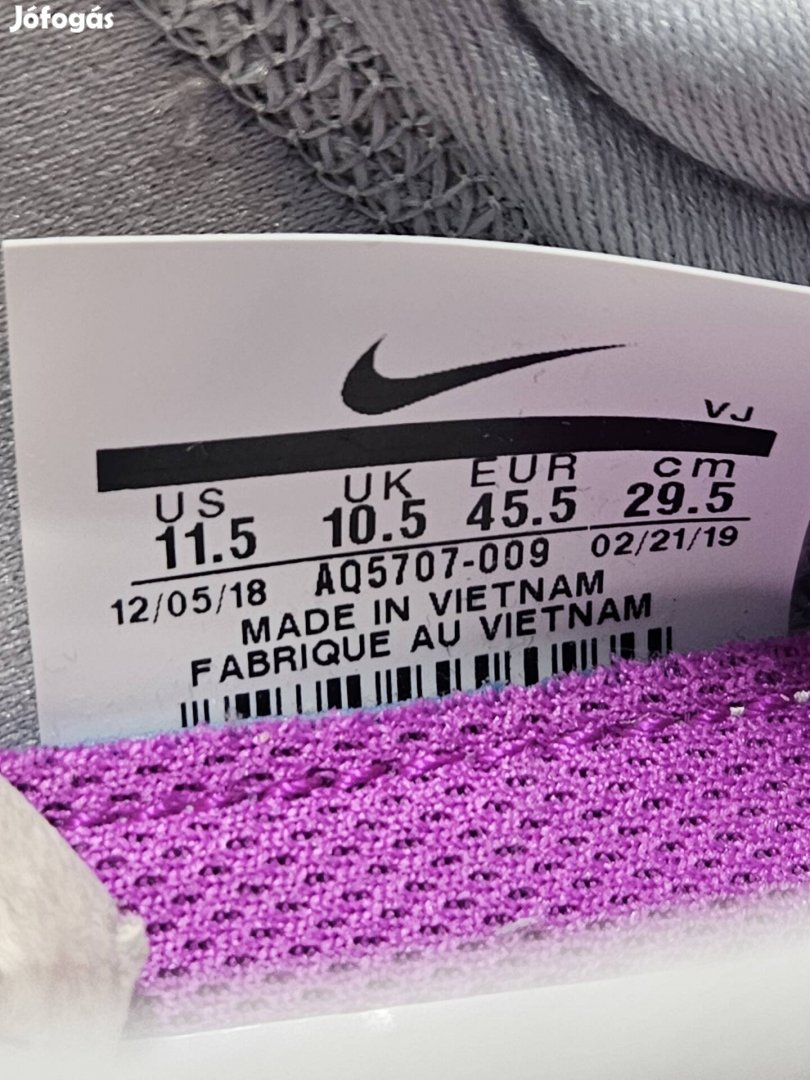 Jófogás
VJ
US UK EUR cm
11.5 10.5 45.5 29.5
12/05/18 AQ5707-009 02/21/19
MADE IN VIETNAM
FABRIQUE AU VIETNAM